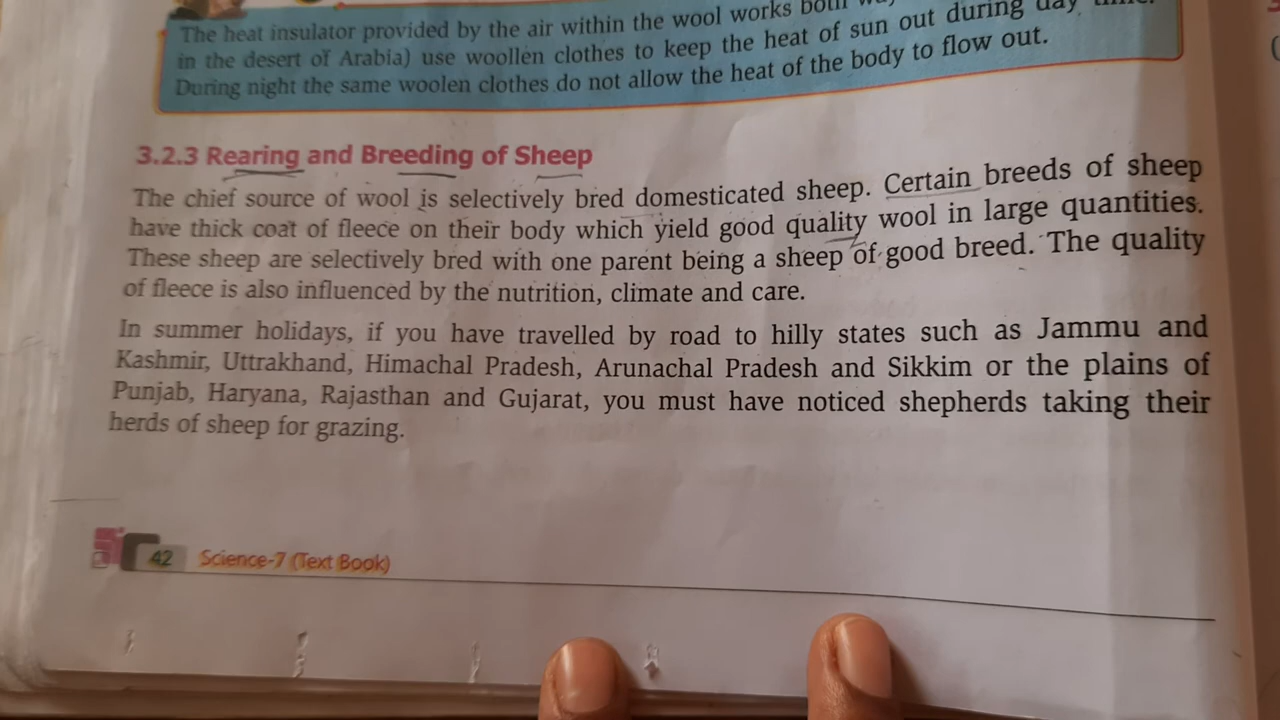 The heat insulator provided by the air within the wool works both
in the desert of Arabia) use woollen clothes to keep the heat of sun out during day time.
During night the same woolen clothes do not allow the heat of the body to flow out.
3.2.3 Rearing and Breeding of Sheep
The chief source of wool is selectively bred domesticated sheep. Certain breeds of sheep
have thick coat of fleece on their body which yield good quality wool in large quantities.
These sheep are selectively bred with one parent being a sheep of good breed. The quality
of fleece is also influenced by the nutrition, climate and care.
In summer holidays, if you have travelled by road to hilly states such as Jammu and
Kashmir, Uttrakhand, Himachal Pradesh, Arunachal Pradesh and Sikkim or the plains of
Punjab, Haryana, Rajasthan and Gujarat, you must have noticed shepherds taking their
herds of sheep for grazing.
42 Science-7 (Text Book)